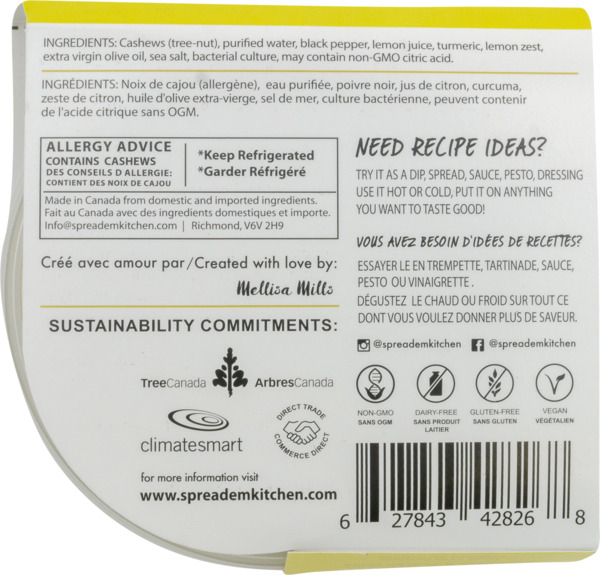 INGREDIENTS: Cashews (tree-nut), purified water, black pepper, lemon juice, turmeric, lemon zest,
extra virgin olive oil, sea salt, bacterial culture, may contain non-GMO citric acid.
INGRÉDIENTS: Noix de cajou (allergène), eau purifiée, poivre noir, jus de citron, curcuma,
zeste de citron, huile d'olive extra-vierge, sel de mer, culture bactérienne, peuvent contenir
de l'acide citrique sans OGM.
ALLERGY ADVICE
CONTAINS CASHEWS
DES CONSEILS D ALLERGIE:
CONTIENT DES NOIX DE CAJOU
*Keep Refrigerated
*Garder Réfrigéré
Made in Canada from domestic and imported ingredients.
Fait au Canada avec des ingredients domestiques et importe.
Info@spreademkitchen.com | Richmond, V6V 2H9
Créé avec amour par/Created with love by:
Mellisa Mills
SUSTAINABILITY COMMITMENTS:
TreeCanada ArbresCanada
climatesmart
DIRECT TRADE
COMMERCE DIRECT
for more information visit
www.spreademkitchen.com
NEED RECIPE IDEAS?
TRY IT AS A DIP, SPREAD, SAUCE, PESTO, DRESSING
USE IT HOT OR COLD, PUT IT ON ANYTHING
YOU WANT TO TASTE GOOD!
VOUS AVEZ BESOIN D'IDÉES DE RECETTES?
ESSAYER LE EN TREMPETTE, TARTINADE, SAUCE,
PESTO OU VINAIGRETTE .
DÉGUSTEZ LE CHAUD OU FROID SUR TOUT CE
DONT VOUS VOULEZ DONNER PLUS DE SAVEUR.
@spreademkitchen f @spreademkitchen
NON-GMO
SANS OGM
DAIRY-FREE
SANS PRODUIT
LAITIER
GLUTEN-FREE
SANS GLUTEN
VEGAN
VÉGÉTALIEN
6 27843 42826 8